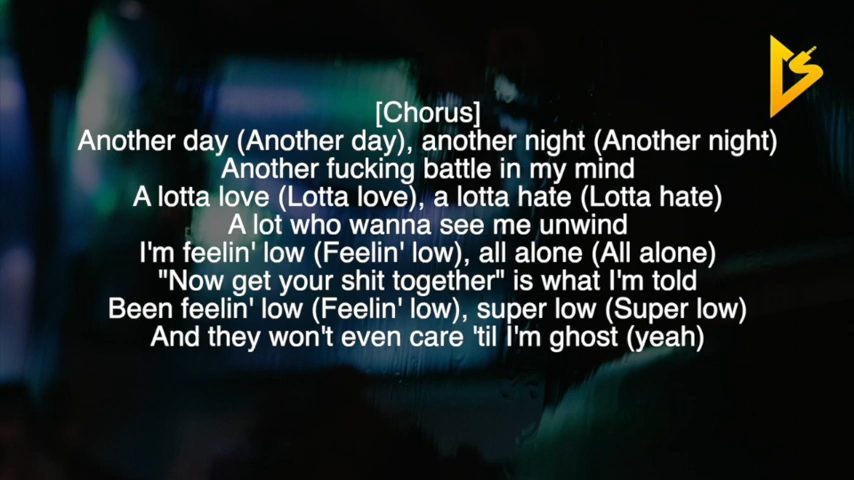 [Chorus]
Another day (Another day), another night (Another night)
Another fucking battle in my mind
A lotta love (Lotta love), a lotta hate (Lotta hate)
A lot who wanna see me unwind
I'm feelin' low (Feelin' low), all alone (All alone)
"Now get your shit together" is what I'm told
Been feelin' low (Feelin' low), super low (Super low)
And they won't even care 'til I'm ghost (yeah)